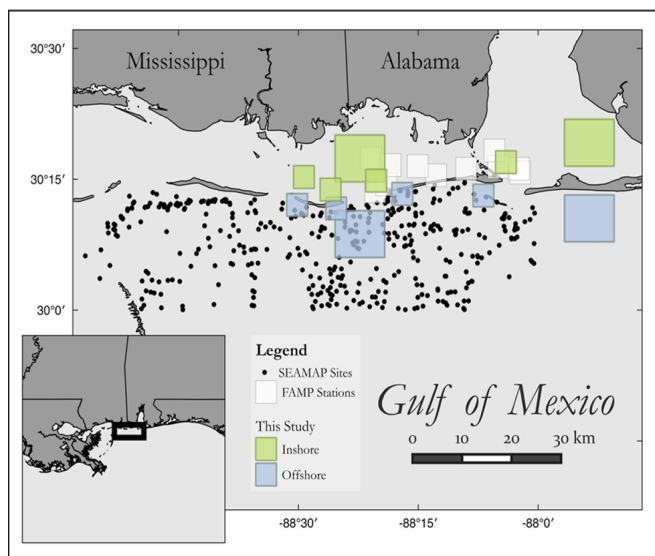 30°30′
Mississippi
Alabama
30°15′
30°0′
Legend
SEAMAP Sites
FAMP Stations
This Study
Inshore
Offshore
Gulf of Mexico
0 10 20 30 km
-88°30′ -88°15′ -88°0′